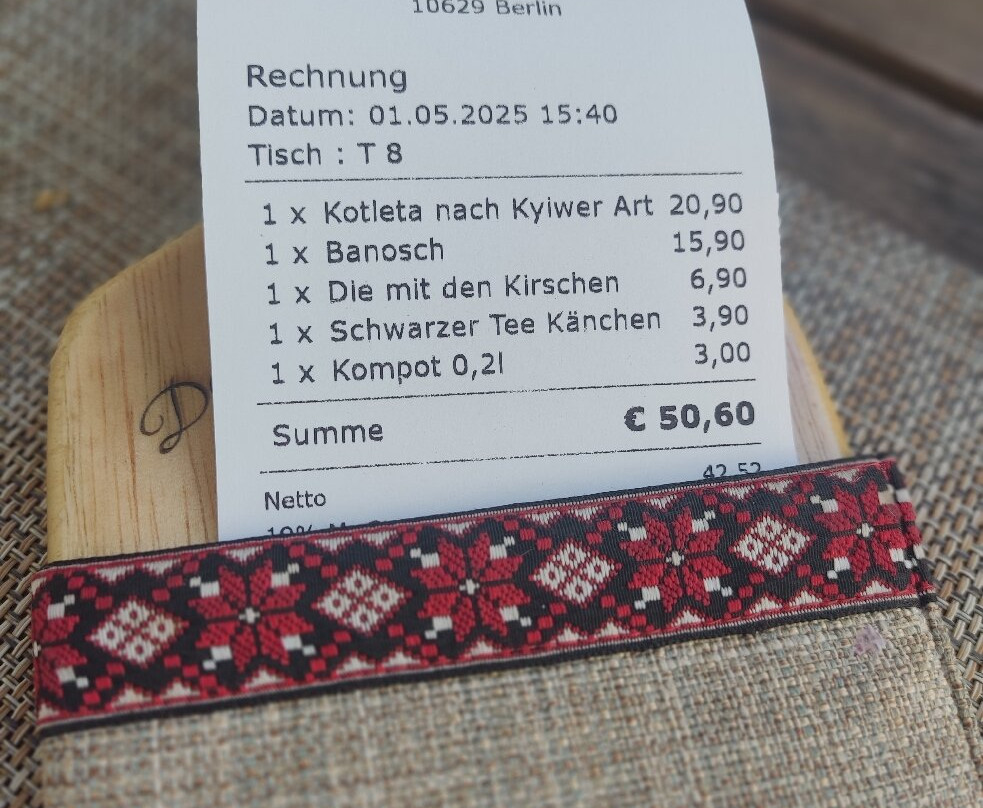 10629 Berlin
Rechnung
Datum: 01.05.2025 15:40
Tisch : T 8
1 x Kotleta nach Kyiwer Art 20,90
1 x Banosch 15,90
1 x Die mit den Kirschen 6,90
1 x Schwarzer Tee Känchen 3,90
1 x Kompot 0,2l 3,00
Summe € 50,60
Netto 42,52
D